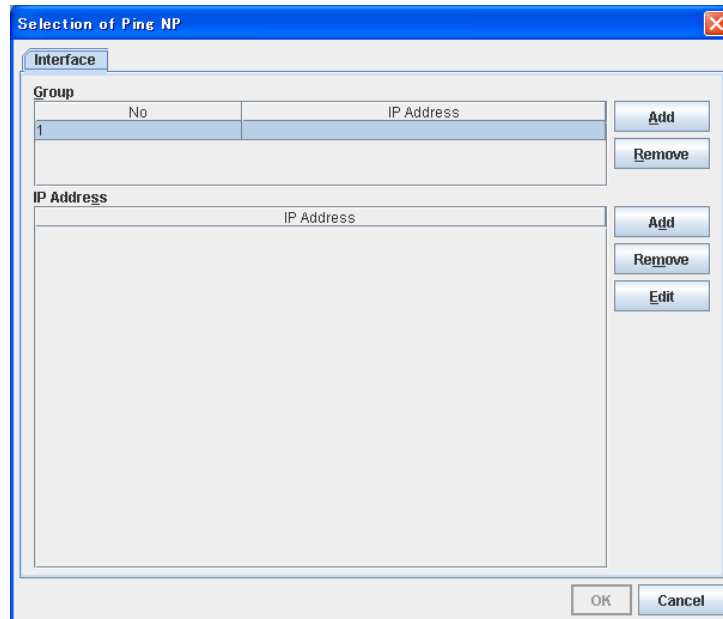 Selection of Ping NP
Interface
Group
No IP Address
Add
1
Remove
IP Address
IP Address
Add
Remove
Edit
OK Cancel